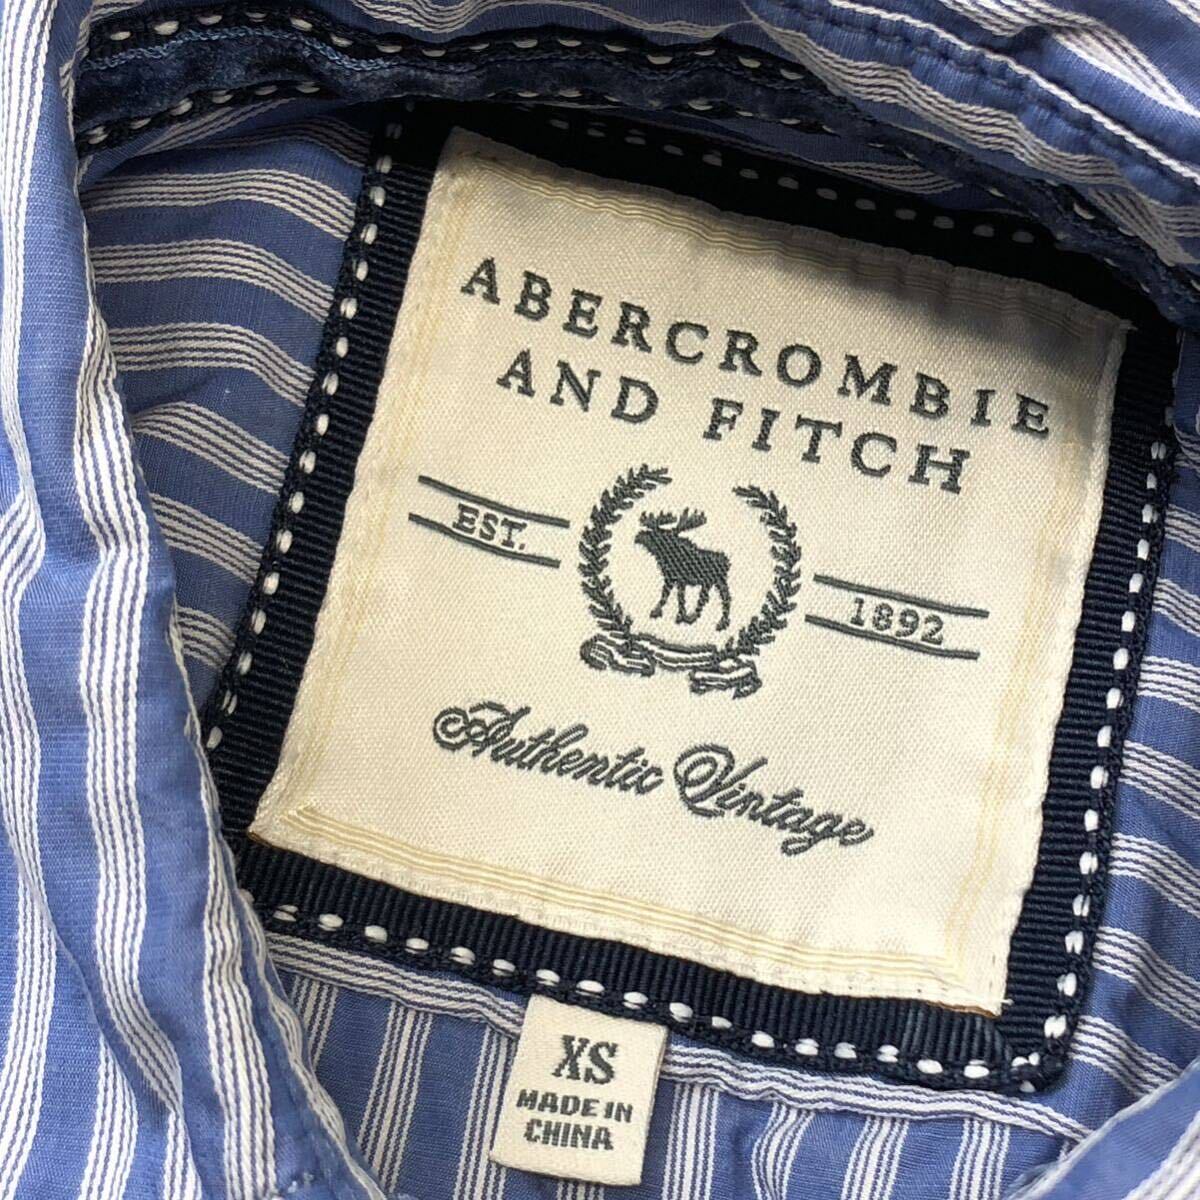 ABERCROMBIE
AND FITCH
EST. 1892
Authentic Vintage
XS
MADE IN
CHINA